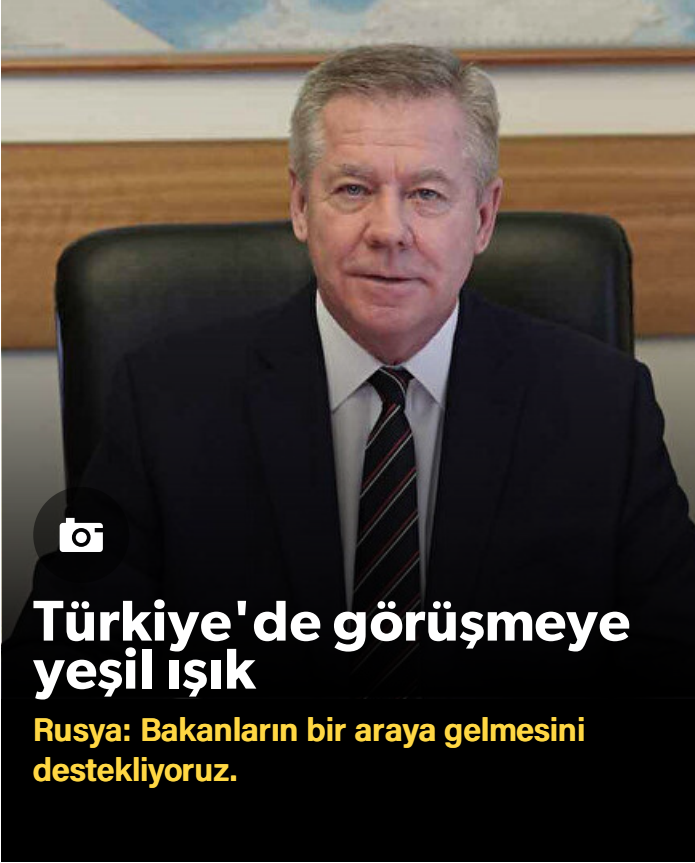 Türkiye'de görüşmeye
yeşil ışık
Rusya: Bakanların bir araya gelmesini
destekliyoruz.